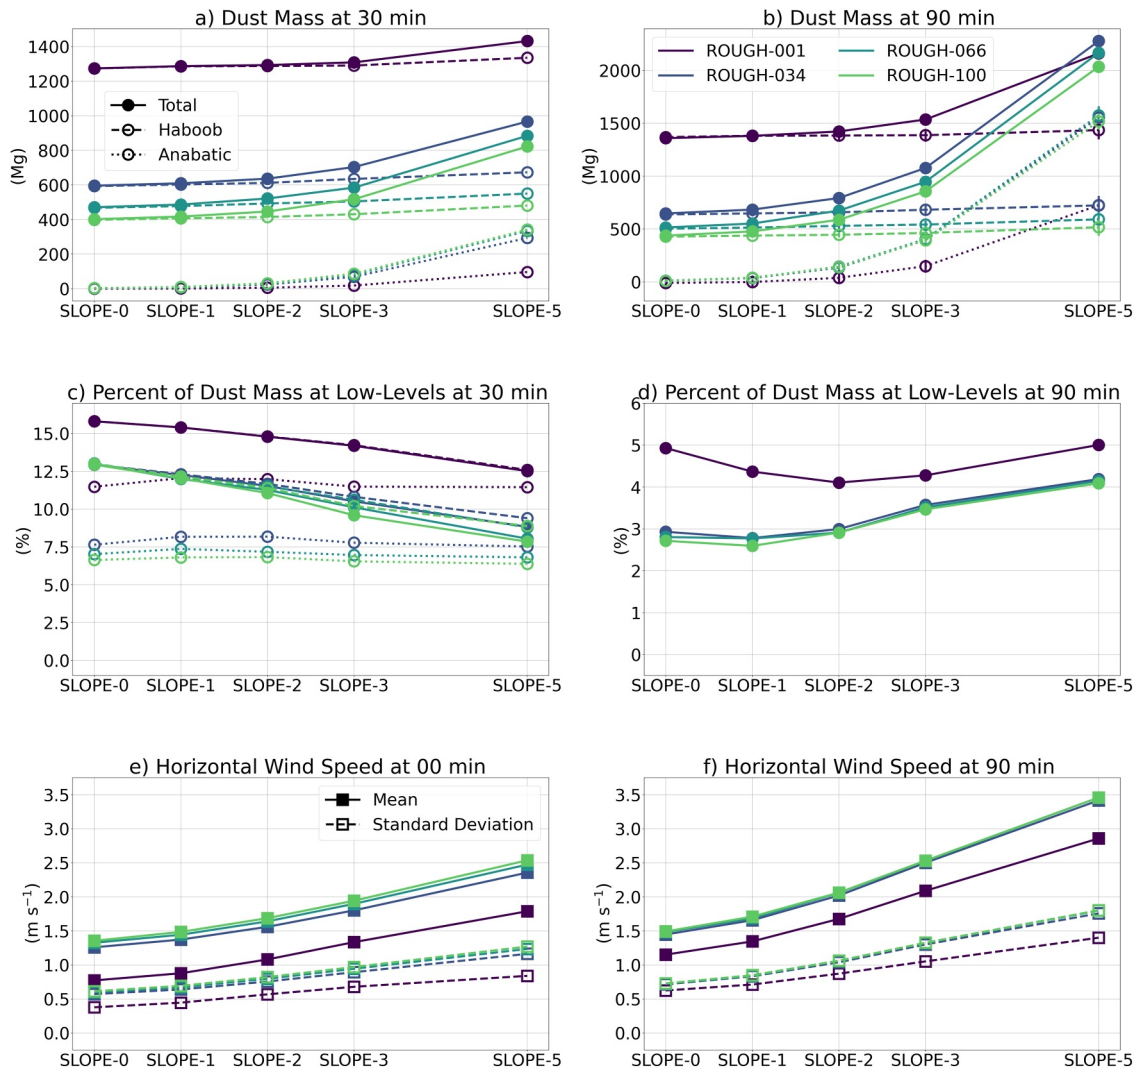 a) Dust Mass at 30 min
1400
1200
1000
800
600
400
200
0
(Mg)
Total
Haboob
Anabatic
SLOPE-0 SLOPE-1 SLOPE-2 SLOPE-3 SLOPE-5
b) Dust Mass at 90 min
2000
1500
1000
500
0
(Mg)
ROUGH-001 ROUGH-066
ROUGH-034 ROUGH-100
SLOPE-0 SLOPE-1 SLOPE-2 SLOPE-3 SLOPE-5
c) Percent of Dust Mass at Low-Levels at 30 min
15.0
12.5
10.0
7.5
5.0
2.5
0.0
(%)
SLOPE-0 SLOPE-1 SLOPE-2 SLOPE-3 SLOPE-5
d) Percent of Dust Mass at Low-Levels at 90 min
6
5
4
3
2
1
0
(%)
SLOPE-0 SLOPE-1 SLOPE-2 SLOPE-3 SLOPE-5
e) Horizontal Wind Speed at 00 min
3.5
3.0
2.5
2.0
1.5
1.0
0.5
0.0
(m s⁻¹)
Mean
Standard Deviation
SLOPE-0 SLOPE-1 SLOPE-2 SLOPE-3 SLOPE-5
f) Horizontal Wind Speed at 90 min
3.5
3.0
2.5
2.0
1.5
1.0
0.5
0.0
(m s⁻¹)
SLOPE-0 SLOPE-1 SLOPE-2 SLOPE-3 SLOPE-5